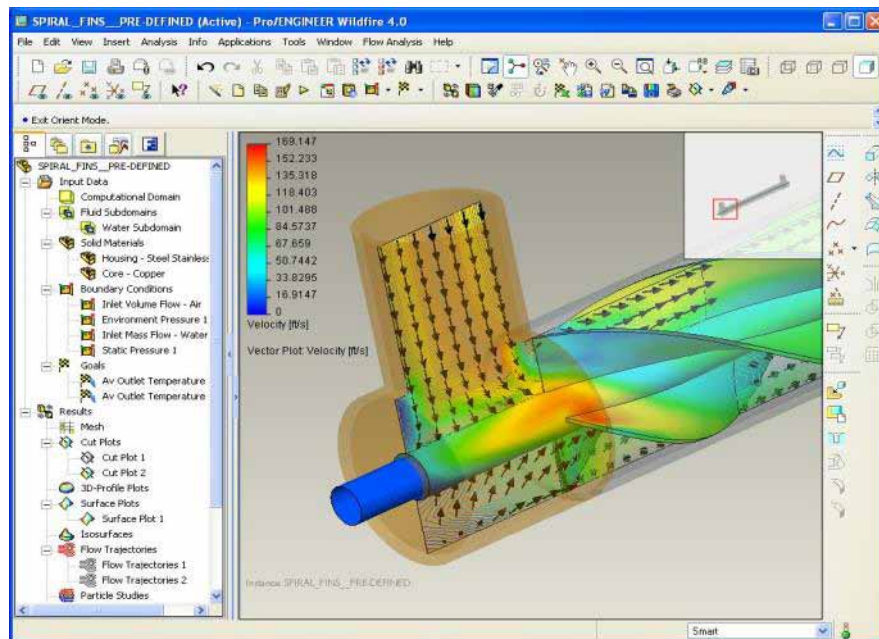 SPIRAL_FINS__PRE-DEFINED (Active) - Pro/ENGINEER Wildfire 4.0
File Edit View Insert Analysis Info Applications Tools Window Flow Analysis Help
• Exit Orient Mode.
SPIRAL_FINS__PRE-DEFINED
Input Data
Computational Domain
Fluid Subdomains
Water Subdomain
Solid Materials
Housing - Steel Stainless
Core - Copper
Boundary Conditions
Inlet Volume Flow - Air
Environment Pressure 1
Inlet Mass Flow - Water
Static Pressure 1
Goals
Av Outlet Temperature
Av Outlet Temperature
Results
Mesh
Cut Plots
Cut Plot 1
Cut Plot 2
3D-Profile Plots
Surface Plots
Surface Plot 1
Isosurfaces
Flow Trajectories
Flow Trajectories 1
Flow Trajectories 2
Particle Studies
169.147
152.233
135.318
118.403
101.488
84.5737
67.659
50.7442
33.8295
16.9147
0
Velocity [ft/s]
Vector Plot: Velocity [ft/s]
Instance: SPIRAL_FINS__PRE-DEFINED
Smart